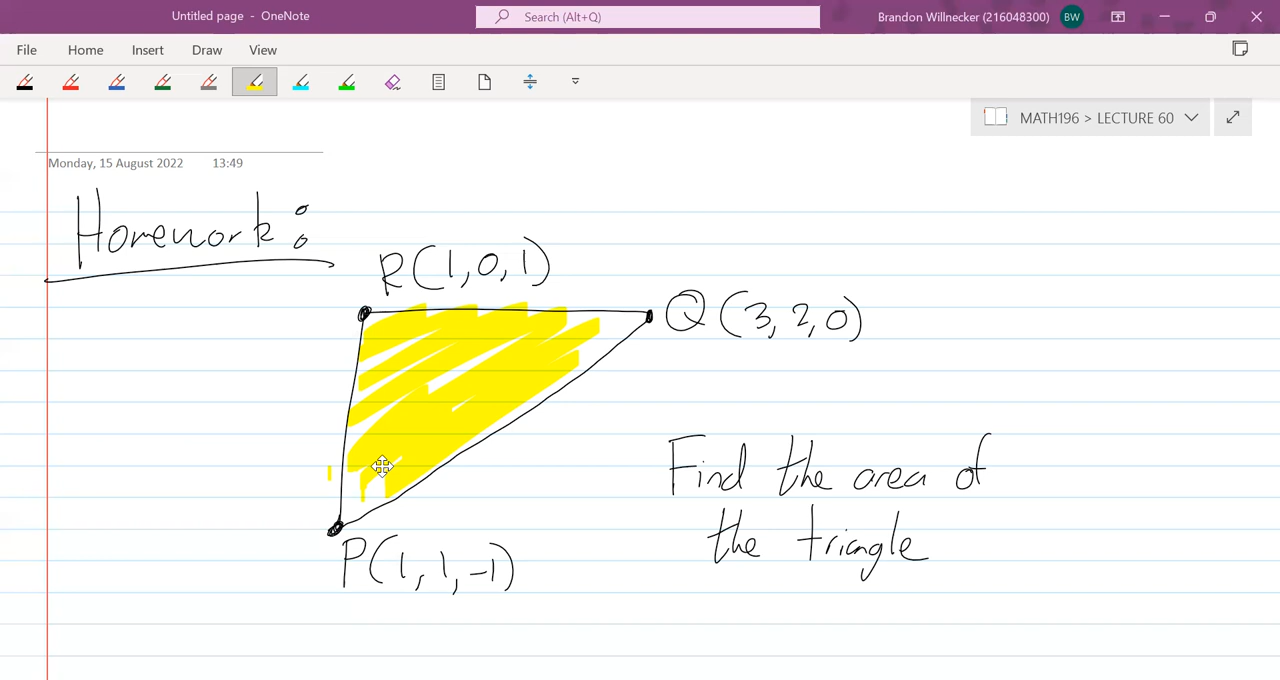 Untitled page - OneNote
Search (Alt+Q)
Brandon Willnecker (216048300)
BW
File Home Insert Draw View
MATH196 > LECTURE 60
Monday, 15 August 2022 13:49
Homework:
R(1, 0, 1)
Q(3, 2, 0)
Find the area of
the triangle
P(1, 1, -1)